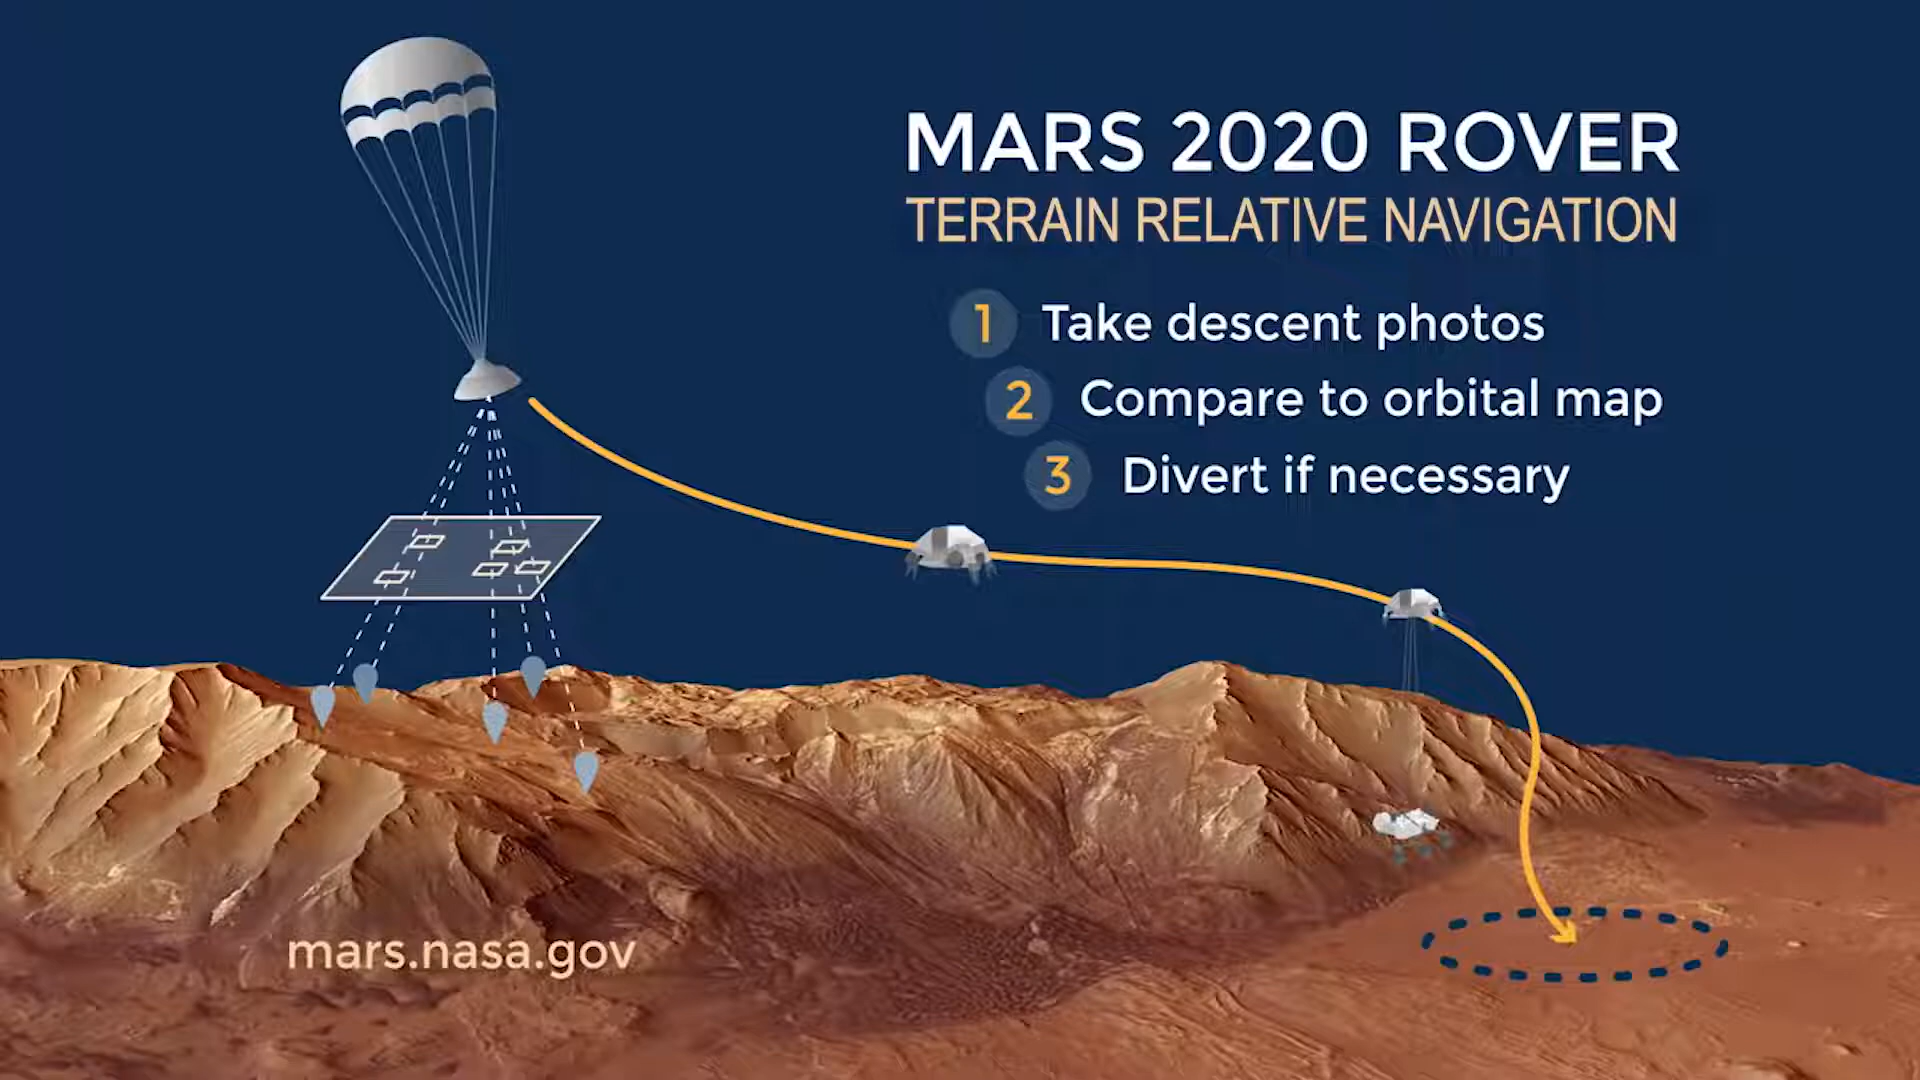 MARS 2020 ROVER
TERRAIN RELATIVE NAVIGATION
1 Take descent photos
2 Compare to orbital map
3 Divert if necessary
mars.nasa.gov